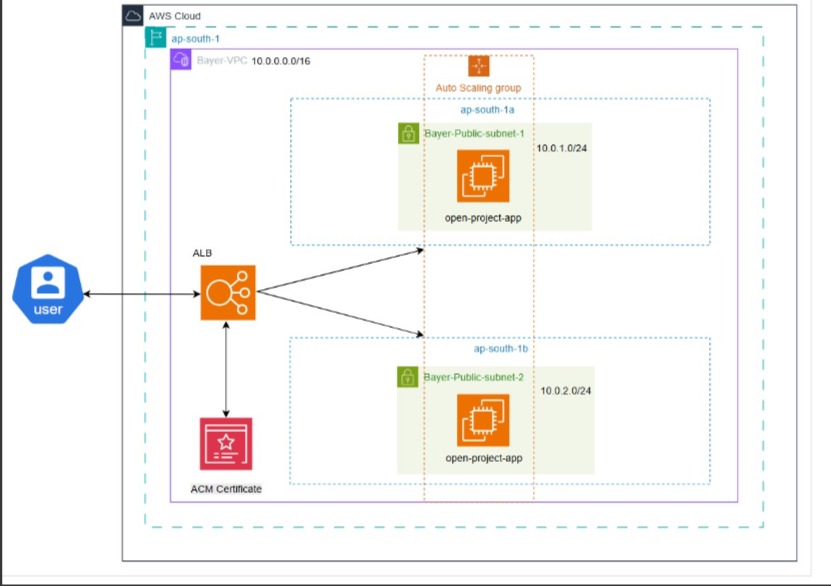 AWS Cloud
ap-south-1
Bayer-VPC 10.0.0.0.0/16
Auto Scaling group
ap-south-1a
Bayer-Public-subnet-1
10.0.1.0/24
open-project-app
ALB
user
ap-south-1b
Bayer-Public-subnet-2
10.0.2.0/24
open-project-app
ACM Certificate